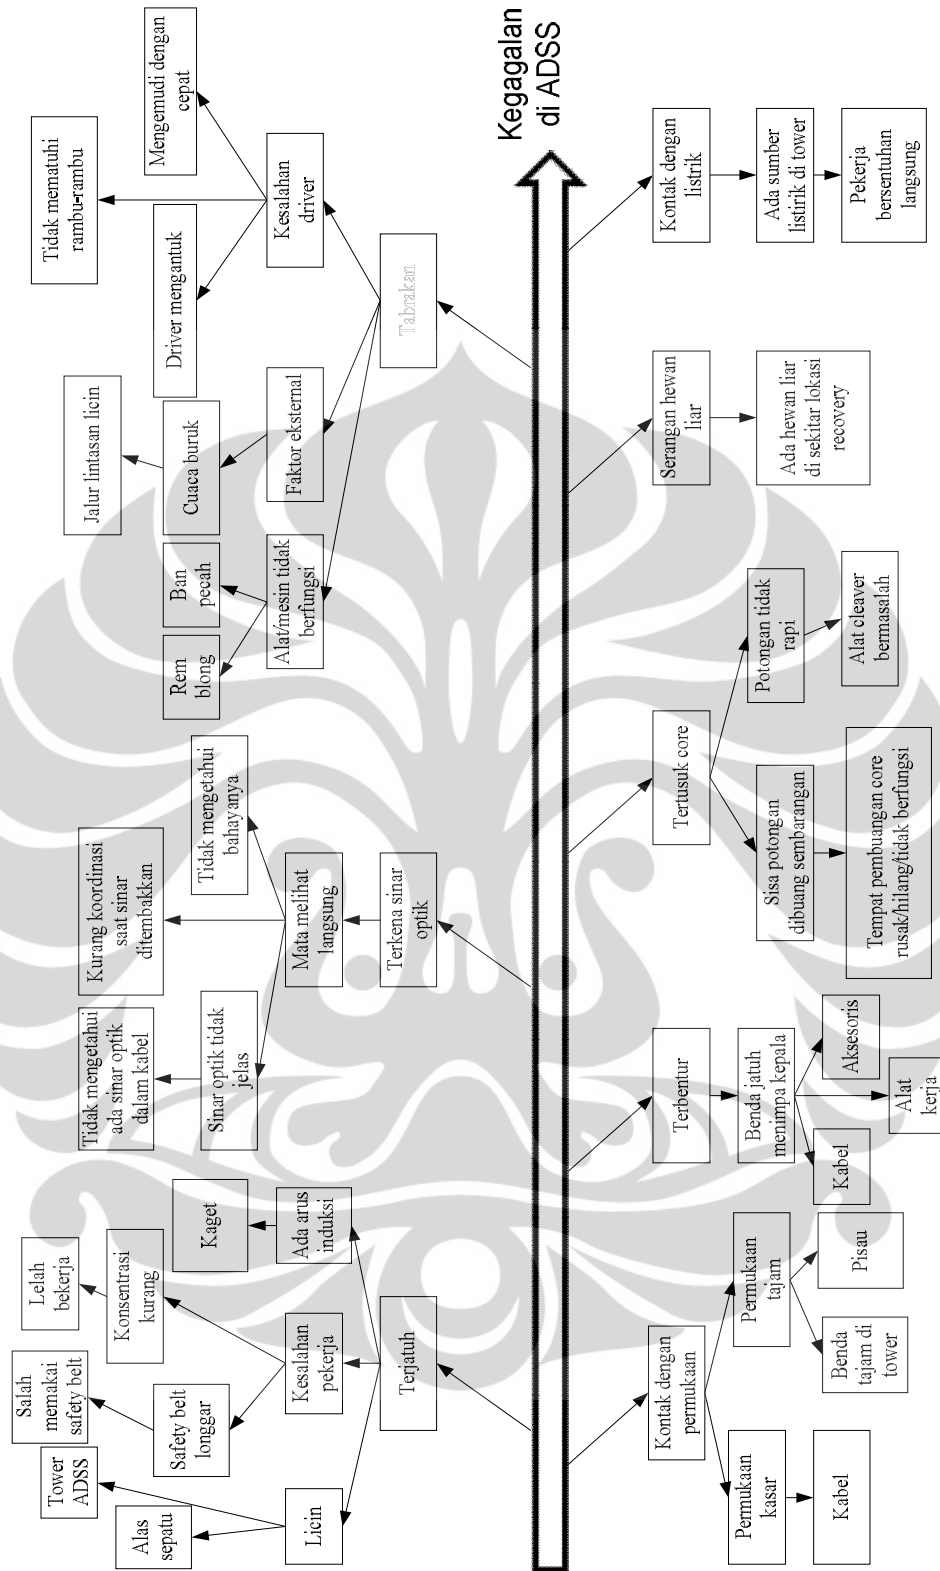 Kegagalan
di ADSS
Terjatuh
Licin
Alas
sepatu
Tower
ADSS
Kesalahan
pekerja
Safety belt
longgar
Salah
memakai
safety belt
Konsentrasi
kurang
Lelah
bekerja
Ada arus
induksi
Kaget
Terkena sinar
optik
Mata melihat
langsung
Sinar optik tidak
jelas
Tidak mengetahui
ada sinar optik
dalam kabel
Kurang koordinasi
saat sinar
ditembakkan
Tidak mengetahui
bahayanya
Tabrakan
Alat/mesin tidak
berfungsi
Rem
blong
Ban
pecah
Faktor eksternal
Cuaca buruk
Jalur lintasan licin
Kesalahan
driver
Driver mengantuk
Tidak mematuhi
rambu-rambu
Mengemudi dengan
cepat
Kontak dengan
permukaan
Permukaan
kasar
Kabel
Permukaan
tajam
Benda
tajam di
tower
Pisau
Terbentur
Benda jatuh
menimpa kepala
Kabel
Alat
kerja
Aksesoris
Tertusuk core
Sisa potongan
dibuang sembarangan
Tempat pembuangan core
rusak/hilang/tidak berfungsi
Potongan tidak
rapi
Alat cleaver
bermasalah
Serangan hewan
liar
Ada hewan liar
di sekitar lokasi
recovery
Kontak dengan
listrik
Ada sumber
listirik di tower
Pekerja
bersentuhan
langsung